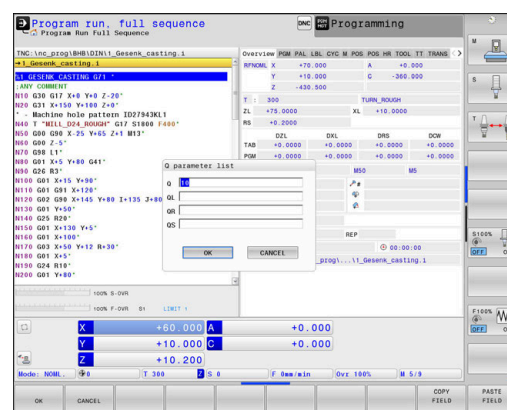 Program run, full sequence
Program Run Full Sequence
DNC
Programming
TNC:\nc_prog\BHB\DIN\1_Gesenk_casting.i
→1_Gesenk_casting.i
%1_GESENK_CASTING G71 *
;ANY COMMENT
N10 G30 G17 X+0 Y+0 Z-20*
N20 G31 X+150 Y+100 Z+0*
* - Machine hole pattern ID27943KL1
N40 T "MILL_D24_ROUGH" G17 S1800 F400*
N50 G00 G90 X-25 Y+65 Z+1 M13*
N60 G00 Z-5*
N70 G98 L1*
N80 G01 X+5 Y+80 G41*
N90 G26 R3*
N100 G01 X+15 Y+90*
N110 G01 G91 X+120*
N120 G02 G90 X+145 Y+80 I+135 J+80
N130 G01 Y+50*
N140 G25 R20*
N150 G01 X+130 Y+5*
N160 G01 X+100*
N170 G03 X+50 Y+12 R+30*
N180 G01 X+5*
N190 G24 R10*
N200 G01 Y+80*
100% S-OVR
100% F-OVR S1 LIMIT 1
Overview PGM PAL LBL CYC M POS POS HR TOOL TT TRANS
RFNOML X +70.000 A +0.000
Y +10.000 C -360.000
Z -430.500
T : 300 TURN_ROUGH
ZL +75.0000 XL +10.0000
RS +0.2000
DZL DXL DRS DCW
TAB +0.0000 +0.0000 +0.0000 +0.0000
PGM +0.0000 +0.0000 +0.0000 +0.0000
M50 M5
REP
00:00:00
_prog\...\1_Gesenk_casting.i
Q parameter list
Q 10
QL
QR
QS
OK CANCEL
X +60.000 A +0.000
Y +10.000 C +0.000
Z +10.200
Mode: NOML. 0 T 300 Z S 0 F 0mm/min Ovr 100% M 5/9
OK CANCEL COPY FIELD PASTE FIELD
M
S
T
S100%
OFF
F100%
OFF